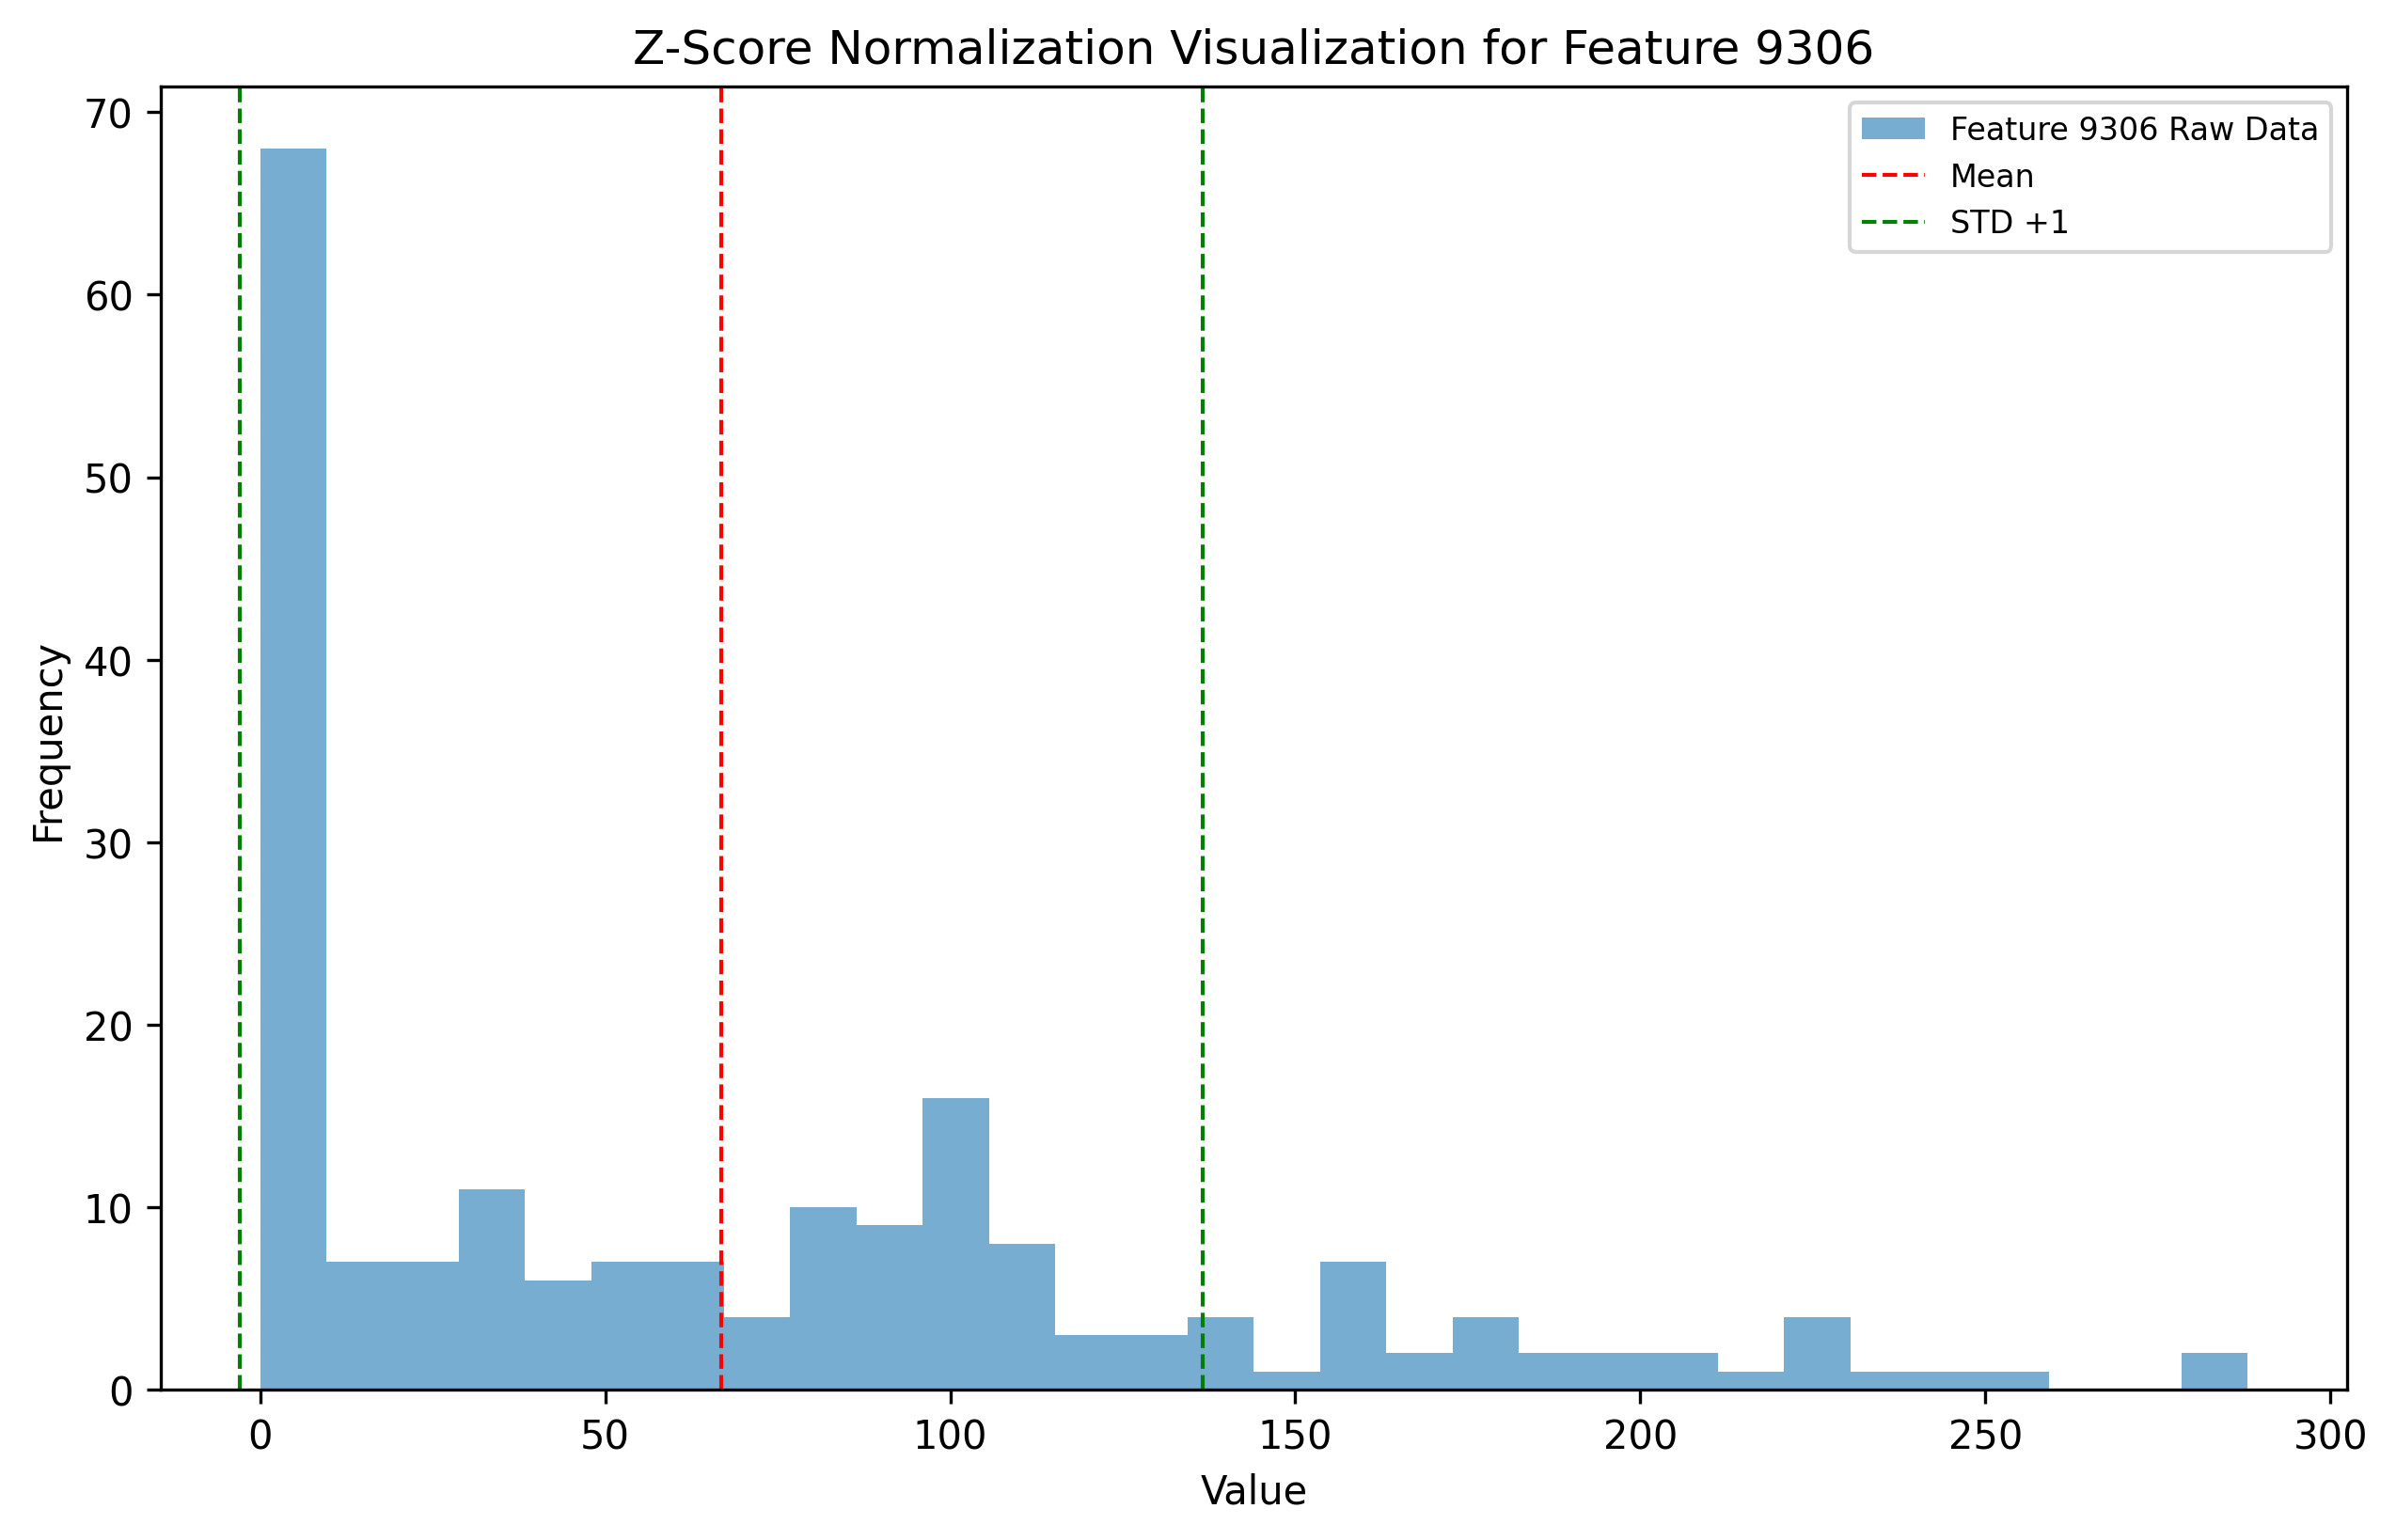 Z-Score Normalization Visualization for Feature 9306
Feature 9306 Raw Data
Mean
STD +1
70
60
50
40
30
20
10
0
Frequency
0 50 100 150 200 250 300
Value